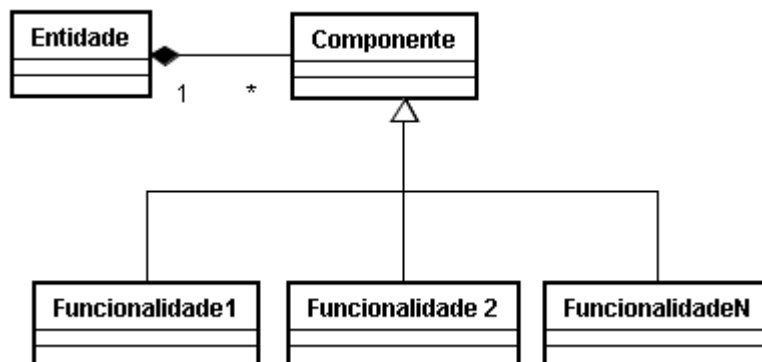 Entidade
Componente
1
*
Funcionalidade1
Funcionalidade 2
FuncionalidadeN